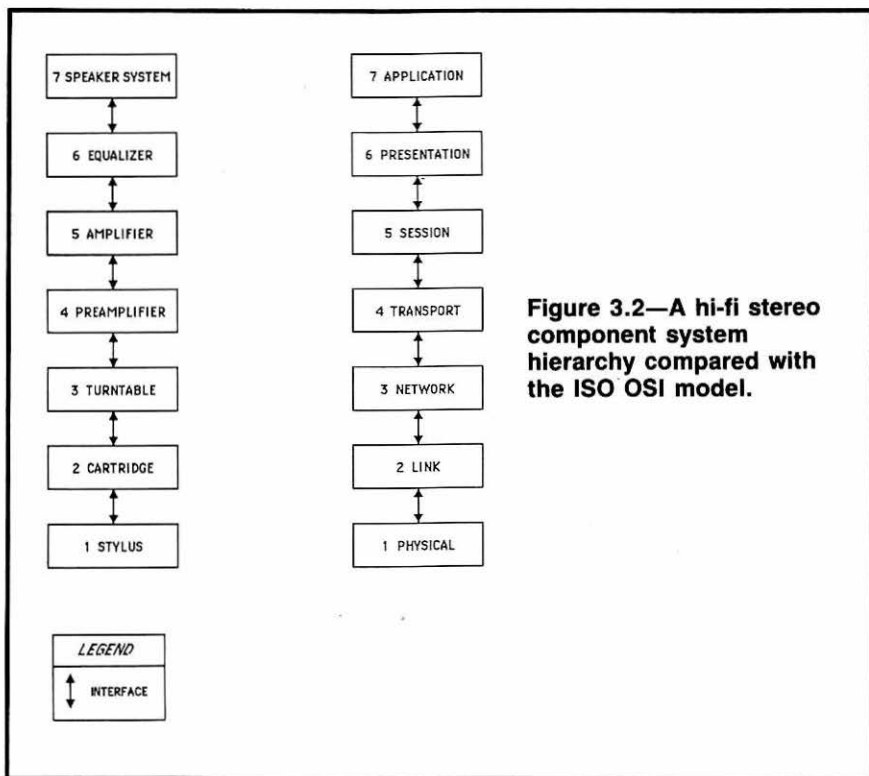 7 SPEAKER SYSTEM
6 EQUALIZER
5 AMPLIFIER
4 PREAMPLIFIER
3 TURNTABLE
2 CARTRIDGE
1 STYLUS
7 APPLICATION
6 PRESENTATION
5 SESSION
4 TRANSPORT
3 NETWORK
2 LINK
1 PHYSICAL
Figure 3.2—A hi-fi stereo
component system
hierarchy compared with
the ISO OSI model.
LEGEND
INTERFACE